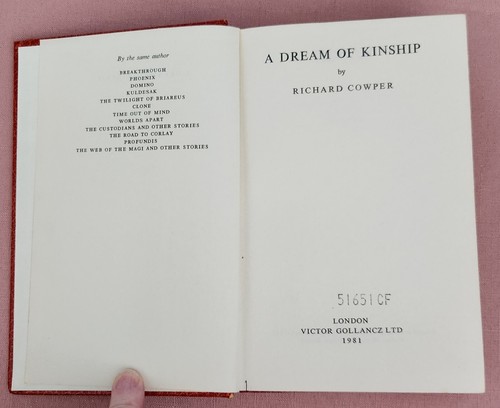 By the same author
BREAKTHROUGH
PHOENIX
DOMINO
KULDESAK
THE TWILIGHT OF BRIAREUS
CLONE
TIME OUT OF MIND
WORLDS APART
THE CUSTODIANS AND OTHER STORIES
THE ROAD TO CORLAY
PROFUNDIS
THE WEB OF THE MAGI AND OTHER STORIES
A DREAM OF KINSHIP
by
RICHARD COWPER
51651 CF
LONDON
VICTOR GOLLANCZ LTD
1981